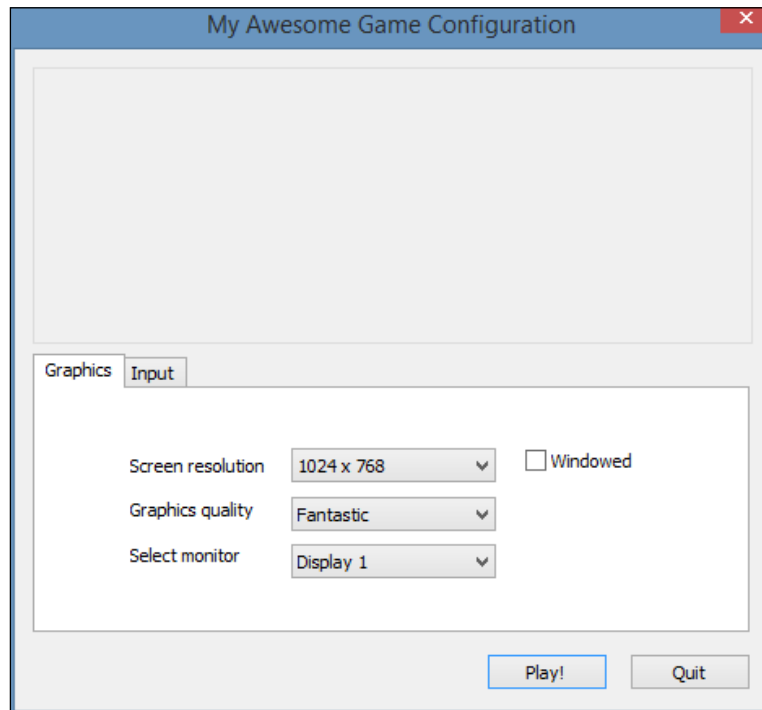 My Awesome Game Configuration
Graphics
Input
Screen resolution
1024 x 768
Windowed
Graphics quality
Fantastic
Select monitor
Display 1
Play!
Quit